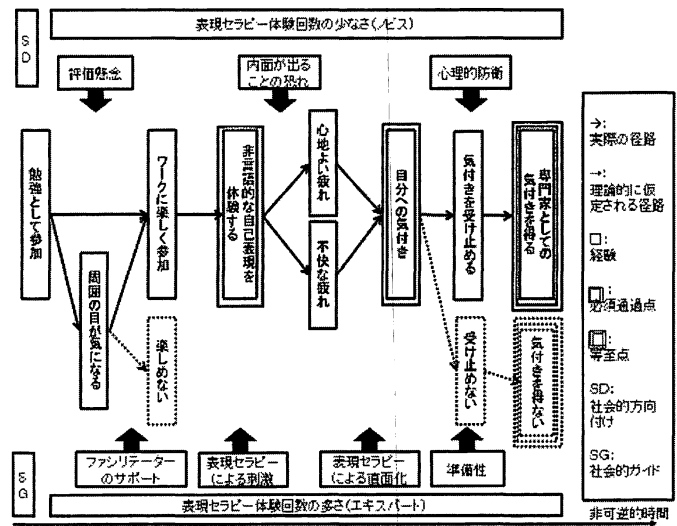 SD
表現セラピー体験回数の少なさ(ノービス)
評価懸念
内面が出る
ことの恐れ
心理的防衛
勉強として参加
周囲の目が気になる
ワークに楽しく参加
楽しめない
非言語的な自己表現を
体験する
心地よい疲れ
不快な疲れ
自分への気付き
気付きを受け止める
受け止めない
専門家としての
気付きを得る
気付きを得ない
ファシリテーター
のサポート
表現セラピー
による刺激
表現セラピー
による直面化
準備性
SG
表現セラピー体験回数の多さ(エキスパート)
→:
実際の径路
→:
理論的に仮
定される径路
□:
経験
:
必須通過点
:
等至点
SD:
社会的方向
付け
SG:
社会的ガイド
非可逆的時間